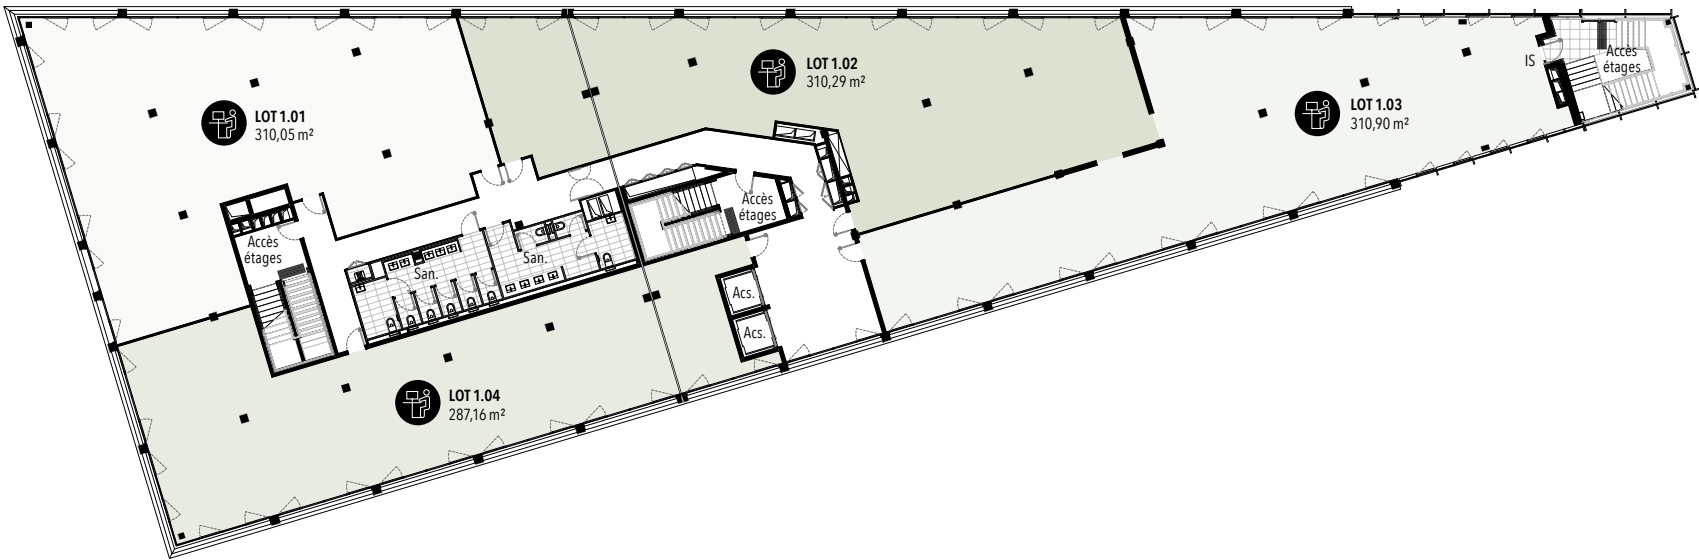 LOT 1.01
310,05 m²
LOT 1.02
310,29 m²
LOT 1.03
310,90 m²
IS
Accès
étages
Accès
étages
Accès
étages
San.
San.
Acs.
Acs.
LOT 1.04
287,16 m²